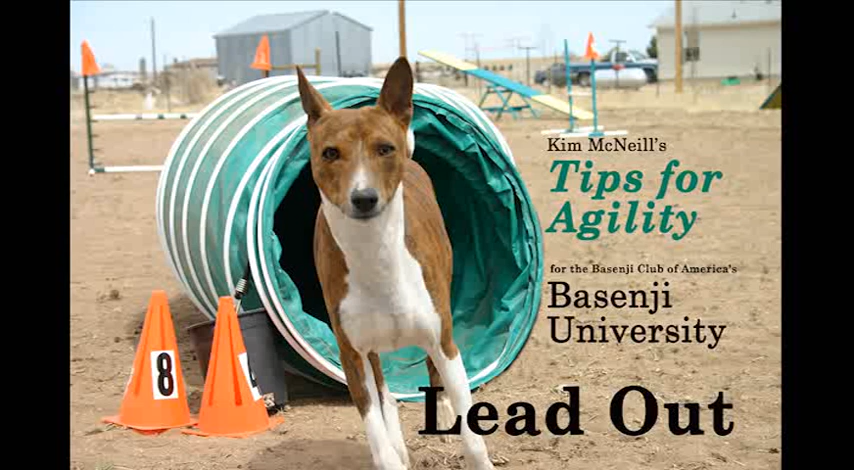 Kim McNeill's
Tips for
Agility
for the Basenji Club of America's
Basenji
University
Lead Out
8